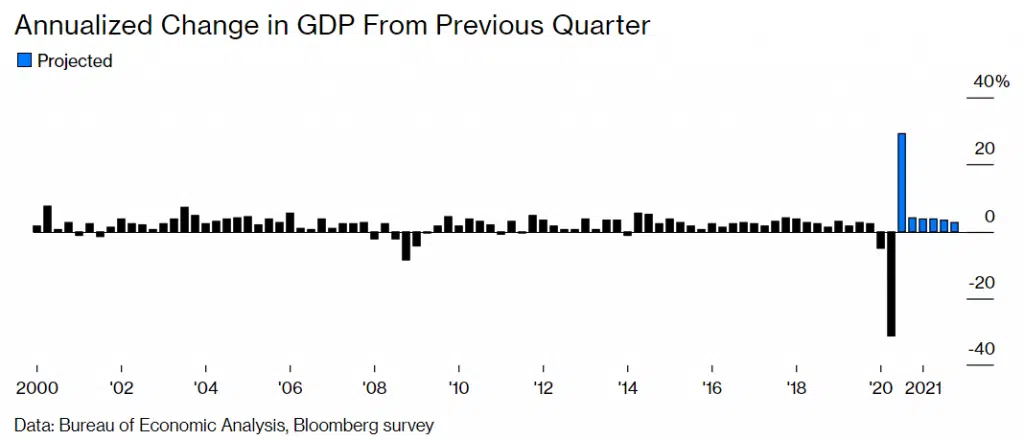 Annualized Change in GDP From Previous Quarter
Projected
40%
20
0
-20
-40
2000 '02 '04 '06 '08 '10 '12 '14 '16 '18 '20 2021
Data: Bureau of Economic Analysis, Bloomberg survey